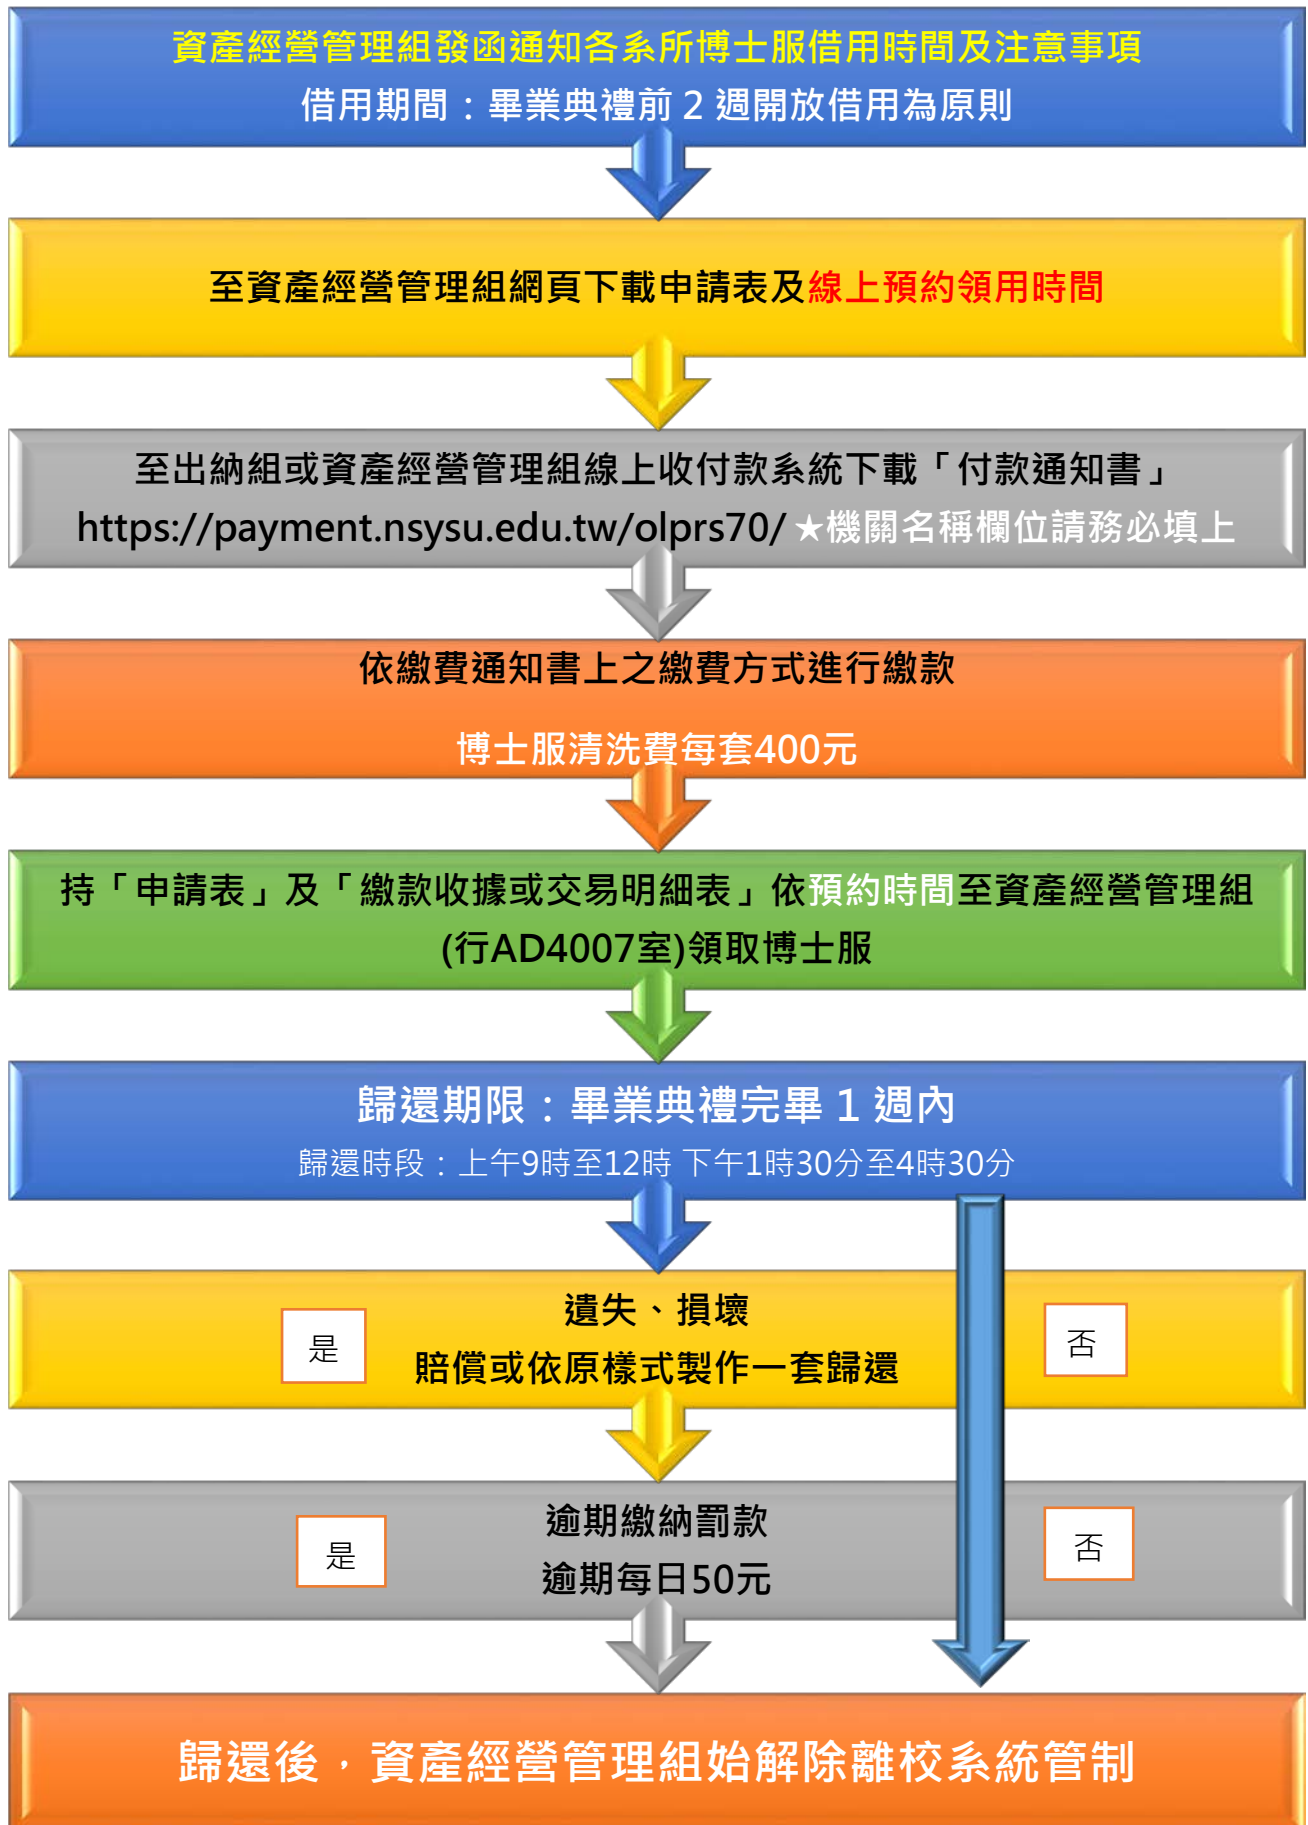 資產經營管理組發函通知各系所博士服借用時間及注意事項
借用期間：畢業典禮前 2 週開放借用為原則
至資產經營管理組網頁下載申請表及線上預約領用時間
至出納組或資產經營管理組線上收付款系統下載「付款通知書」
https://payment.nsysu.edu.tw/olprs70/ ★機關名稱欄位請務必填上
依繳費通知書上之繳費方式進行繳款
博士服清洗費每套400元
持「申請表」及「繳款收據或交易明細表」依預約時間至資產經營管理組
(行AD4007室)領取博士服
歸還期限：畢業典禮完畢 1 週內
歸還時段：上午9時至12時 下午1時30分至4時30分
遺失、損壞
是
否
賠償或依原樣式製作一套歸還
逾期繳納罰款
是
否
逾期每日50元
歸還後，資產經營管理組始解除離校系統管制